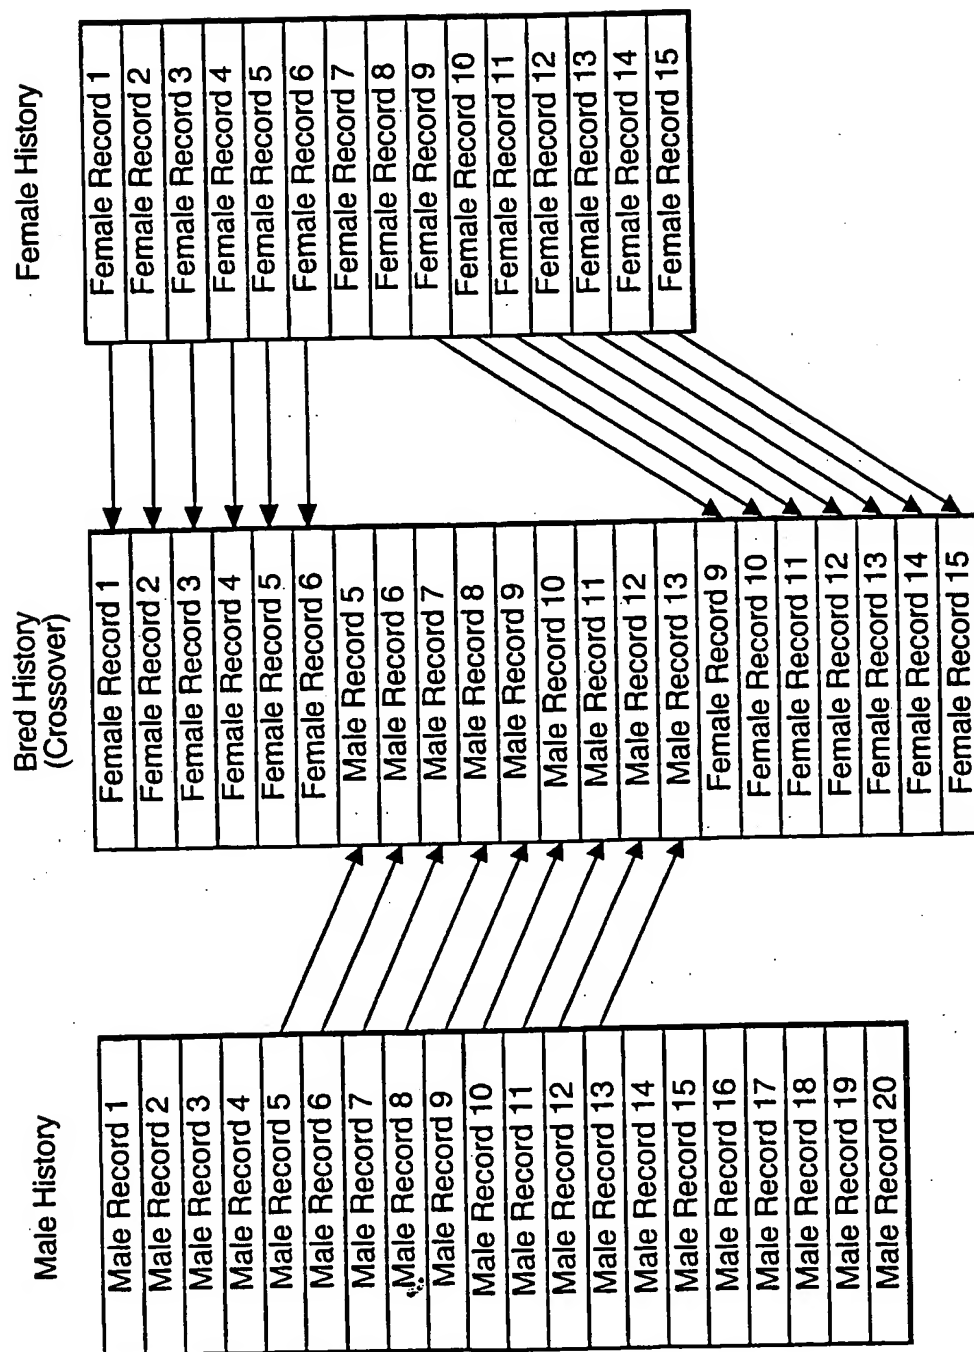 Male History
Male Record 1
Male Record 2
Male Record 3
Male Record 4
Male Record 5
Male Record 6
Male Record 7
Male Record 8
Male Record 9
Male Record 10
Male Record 11
Male Record 12
Male Record 13
Male Record 14
Male Record 15
Male Record 16
Male Record 17
Male Record 18
Male Record 19
Male Record 20
Bred History
(Crossover)
Female Record 1
Female Record 2
Female Record 3
Female Record 4
Female Record 5
Female Record 6
Male Record 5
Male Record 6
Male Record 7
Male Record 8
Male Record 9
Male Record 10
Male Record 11
Male Record 12
Male Record 13
Female Record 9
Female Record 10
Female Record 11
Female Record 12
Female Record 13
Female Record 14
Female Record 15
Female History
Female Record 1
Female Record 2
Female Record 3
Female Record 4
Female Record 5
Female Record 6
Female Record 7
Female Record 8
Female Record 9
Female Record 10
Female Record 11
Female Record 12
Female Record 13
Female Record 14
Female Record 15